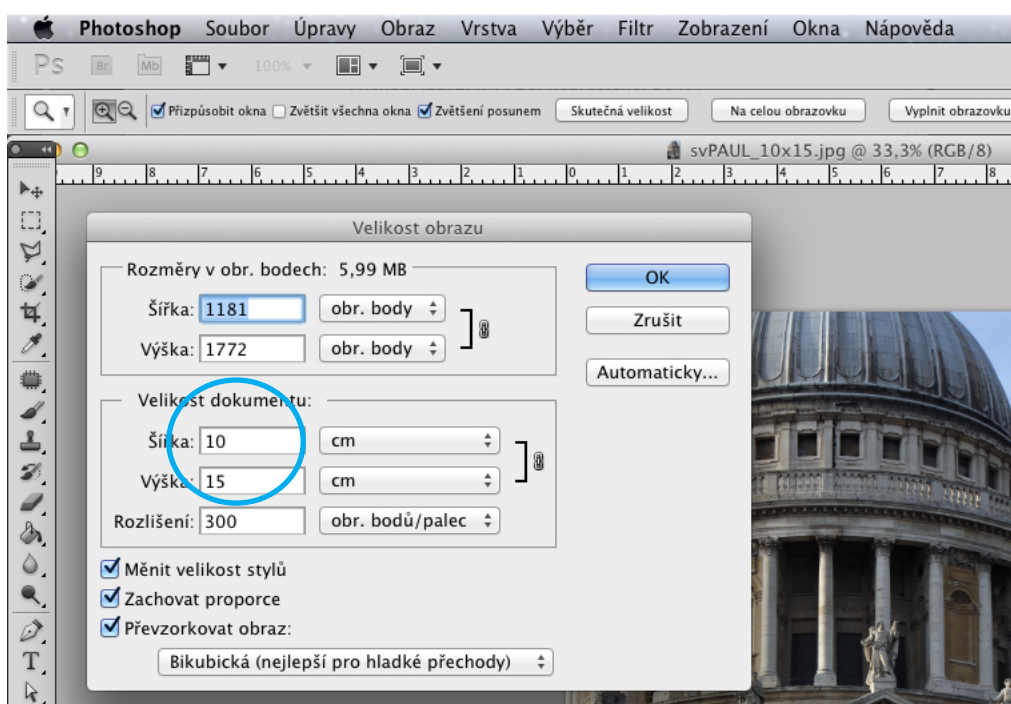 Photoshop Soubor Úpravy Obraz Vrstva Výběr Filtr Zobrazení Okna Nápověda
Ps Br Mb 100%
Přizpůsobit okna Zvětšit všechna okna Zvětšení posunem Skutečná velikost Na celou obrazovku Vyplnit obrazovku
svPAUL_10x15.jpg @ 33,3% (RGB/8)
9 8 7 6 5 4 3 2 1 0 1 2 3 4 5 6 7 8
Velikost obrazu
Rozměry v obr. bodech: 5,99 MB
Šířka: 1181 obr. body
Výška: 1772 obr. body
OK
Zrušit
Automaticky...
Velikost dokumentu:
Šířka: 10 cm
Výška: 15 cm
Rozlišení: 300 obr. bodů/palec
Měnit velikost stylů
Zachovat proporce
Převzorkovat obraz:
Bikubická (nejlepší pro hladké přechody)
T